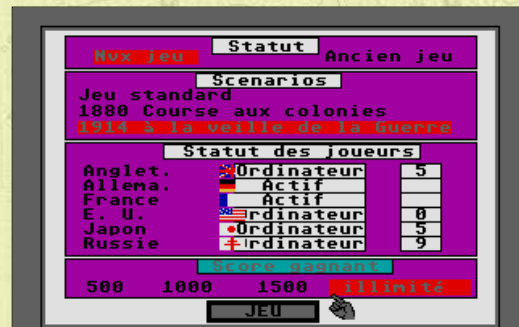 Statut
Nvx jeu Ancien jeu
Scenarios
Jeu standard
1880 Course aux colonies
1914 à la veille de la Guerre
Statut des joueurs
Anglet. Ordinateur 5
Allema. Actif
France Actif
E. U. Ordinateur 0
Japon Ordinateur 5
Russie Ordinateur 9
Score gagnant
500 1000 1500 illimité
JEU